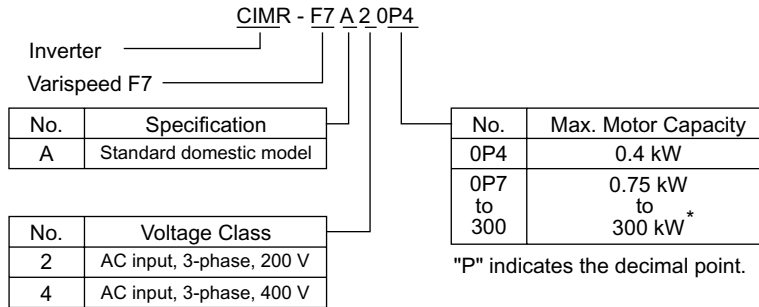 CIMR - F7 A 2 0P4
Inverter
Varispeed F7
No. Specification
A Standard domestic model
No. Voltage Class
2 AC input, 3-phase, 200 V
4 AC input, 3-phase, 400 V
No. Max. Motor Capacity
0P4 0.4 kW
0P7 0.75 kW
to to
300 300 kW*
"P" indicates the decimal point.